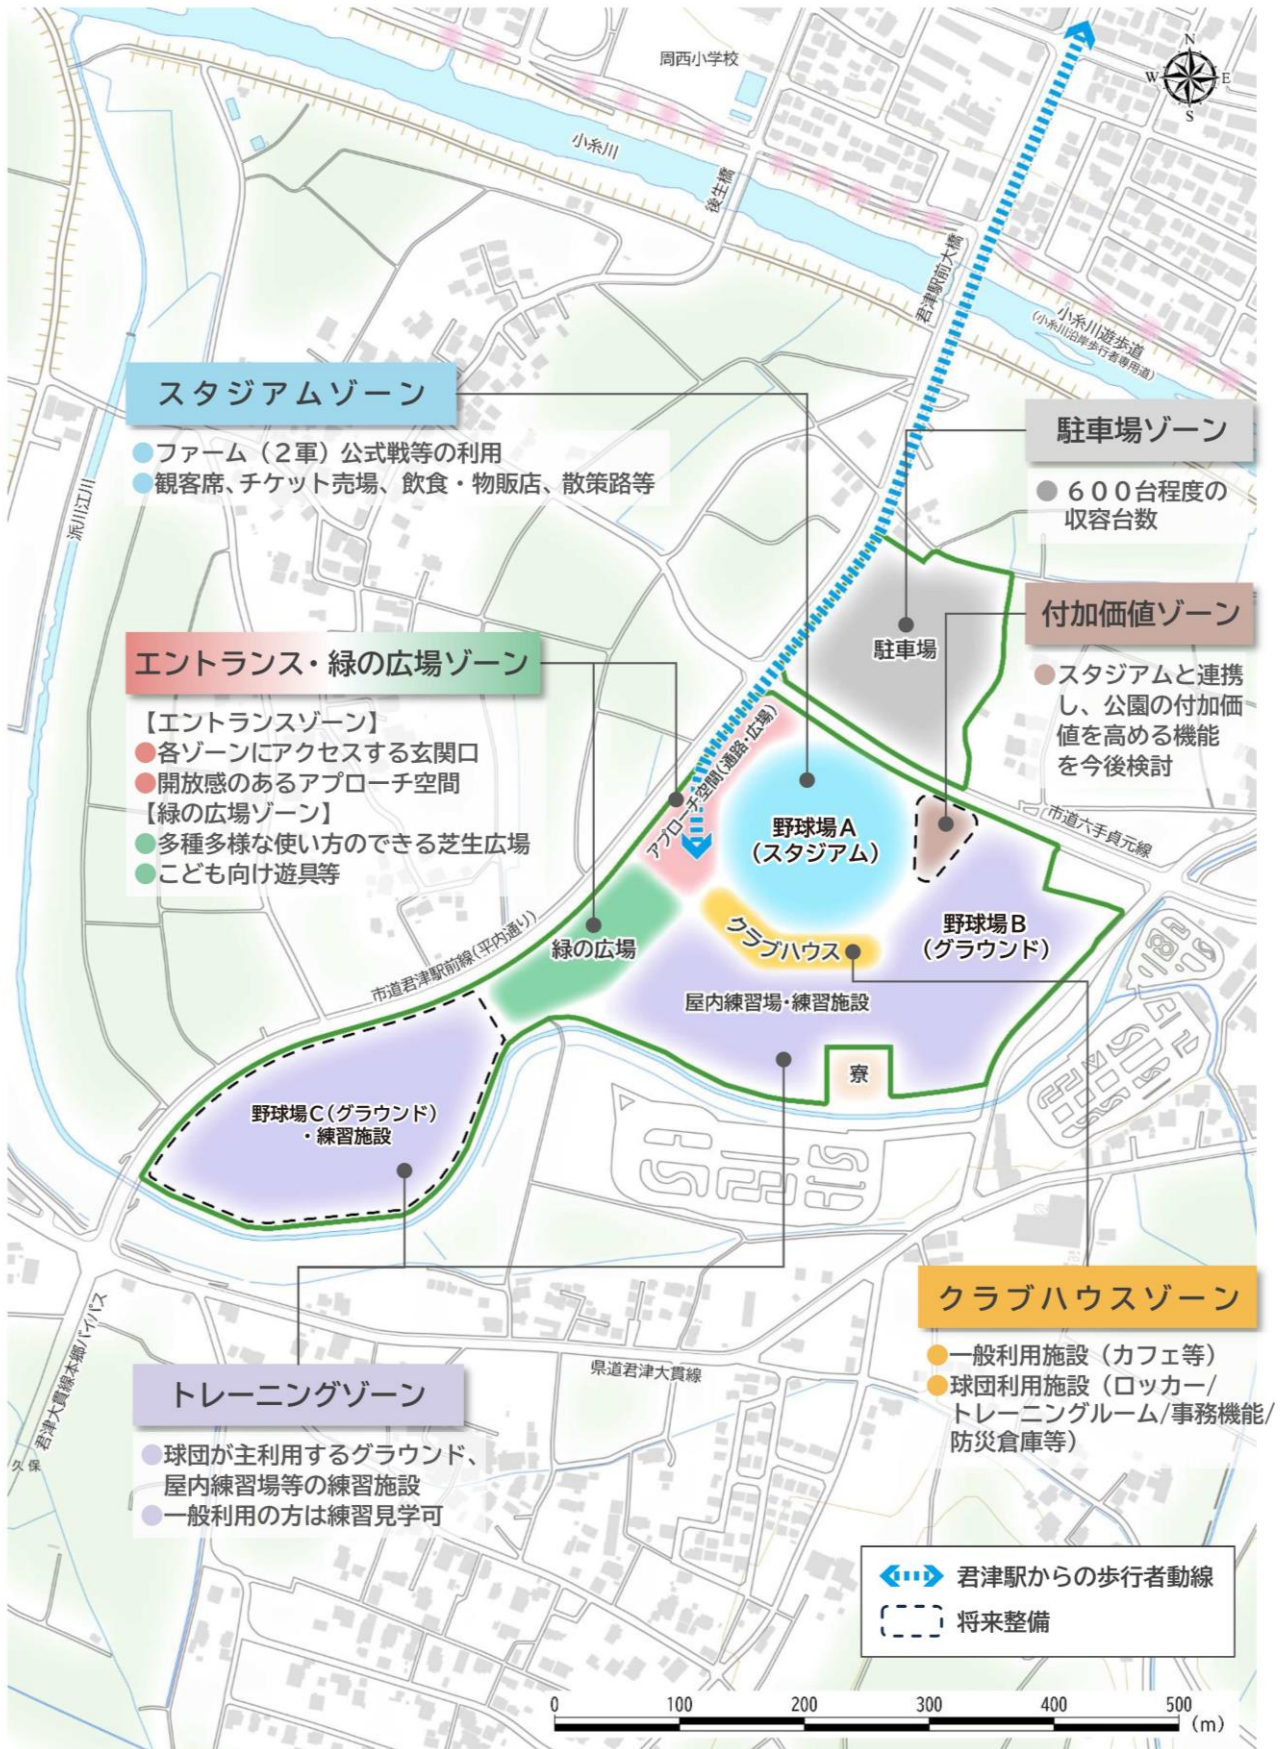 周西小学校
N
W
E
S
小糸川
後生橋
君津駅前大橋
小糸川遊歩道
(小糸川沿岸歩行者専用道)
スタジアムゾーン
●ファーム（2軍）公式戦等の利用
●観客席、チケット売場、飲食・物販店、散策路等
派川江川
駐車場ゾーン
●600台程度の
収容台数
付加価値ゾーン
●スタジアムと連携
し、公園の付加価
値を高める機能
を今後検討
駐車場
エントランス・緑の広場ゾーン
【エントランスゾーン】
●各ゾーンにアクセスする玄関口
●開放感のあるアプローチ空間
【緑の広場ゾーン】
●多種多様な使い方のできる芝生広場
●こども向け遊具等
アプローチ空間(通路・広場)
野球場A
(スタジアム)
市道六手貞元線
野球場B
(グラウンド)
クラブハウス
緑の広場
市道君津駅前線(平内通り)
屋内練習場・練習施設
寮
野球場C(グラウンド)
・練習施設
クラブハウスゾーン
●一般利用施設（カフェ等）
●球団利用施設（ロッカー/
トレーニングルーム/事務機能/
防災倉庫等）
君津大貫線本郷バイパス
久保
県道君津大貫線
トレーニングゾーン
●球団が主利用するグラウンド、
屋内練習場等の練習施設
●一般利用の方は練習見学可
君津駅からの歩行者動線
将来整備
0 100 200 300 400 500
(m)